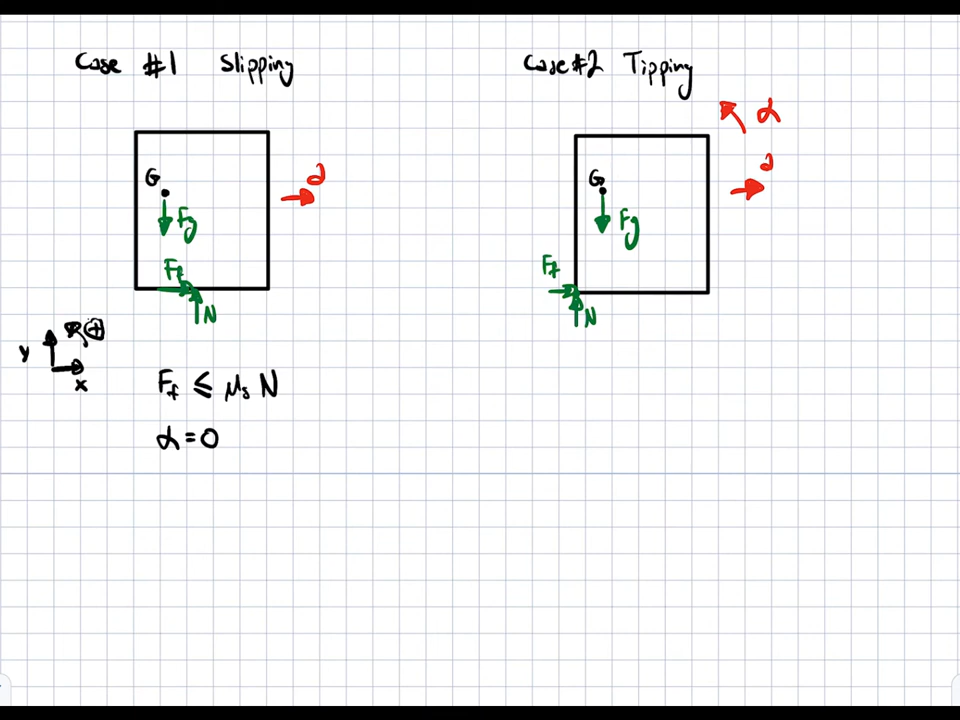 Case #1 Slipping
Case #2 Tipping
α
a
a
G
G
Fg
Fg
Ff
Ff
N
N
+
y
x
Ff ≤ μs N
α = 0